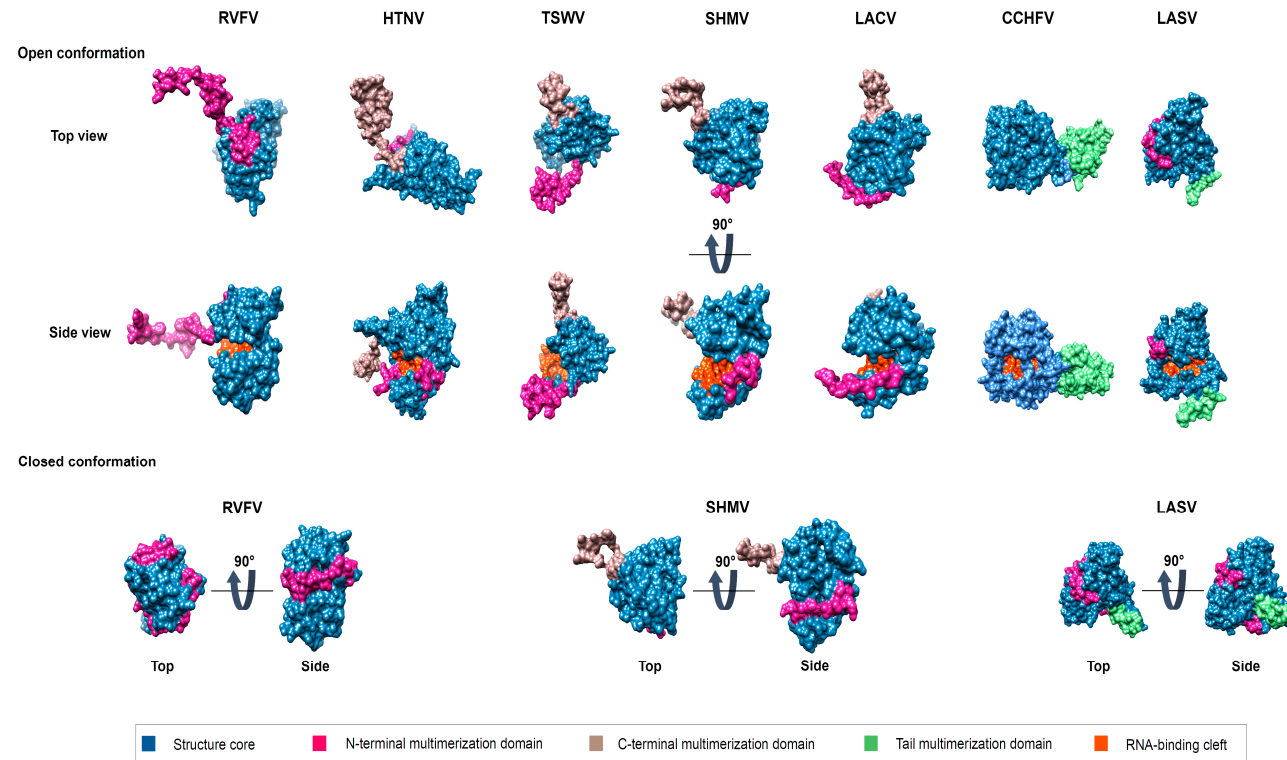 RVFV HTNV TSWV SHMV LACV CCHFV LASV
Open conformation
Top view
90°
Side view
Closed conformation
RVFV SHMV LASV
90° 90° 90°
Top Side Top Side Top Side
Structure core N-terminal multimerization domain C-terminal multimerization domain Tail multimerization domain RNA-binding cleft